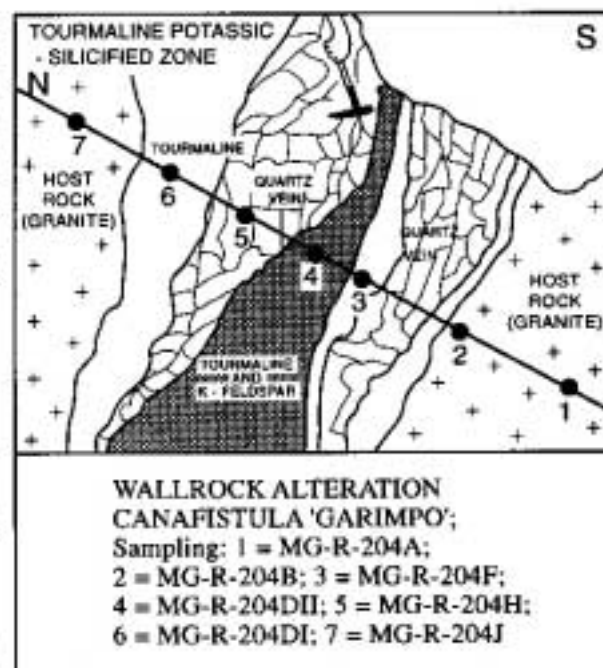 TOURMALINE POTASSIC
- SILICIFIED ZONE
S
N
7
TOURMALINE
6
HOST
ROCK
(GRANITE)
QUARTZ
VEIN
5
4
QUARTZ
VEIN
3
HOST
ROCK
(GRANITE)
2
1
TOURMALINE
AND
K - FELDSPAR
WALLROCK ALTERATION
CANAFISTULA 'GARIMPO';
Sampling: 1 = MG-R-204A;
2 = MG-R-204B; 3 = MG-R-204F;
4 = MG-R-204DII; 5 = MG-R-204H;
6 = MG-R-204DI; 7 = MG-R-204J